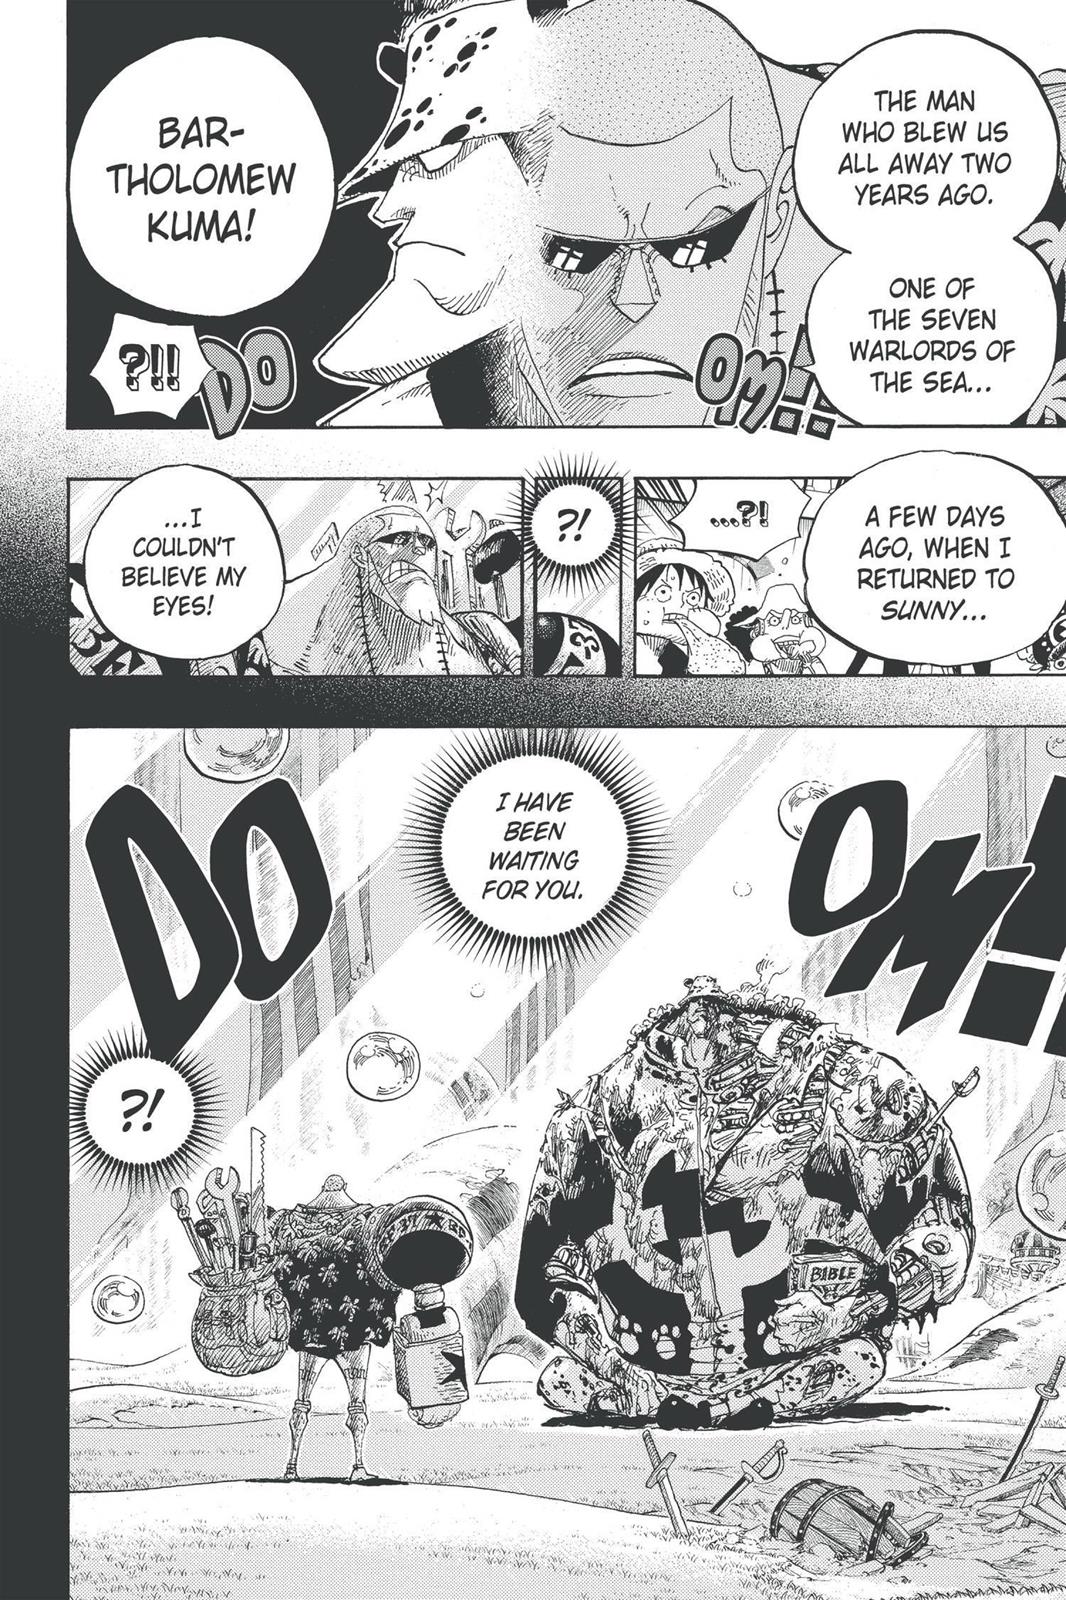 THE MAN
WHO BLEW US
ALL AWAY TWO
YEARS AGO.
ONE OF
THE SEVEN
WARLORDS OF
THE SEA...
BAR-
THOLOMEW
KUMA!
?!!
DO
OM!!
A FEW DAYS
AGO, WHEN I
RETURNED TO
SUNNY...
...?!
?!
...I
COULDN'T
BELIEVE MY
EYES!
I HAVE
BEEN
WAITING
FOR YOU.
DO
OM!!
?!
BIBLE